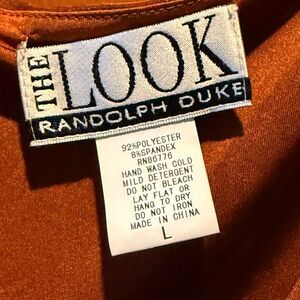 THE LOOK
RANDOLPH DUKE
92%POLYESTER
8%SPANDEX
RN86776
HAND WASH COLD
MILD DETERGENT
DO NOT BLEACH
LAY FLAT OR
HANG TO DRY
DO NOT IRON
MADE IN CHINA
L